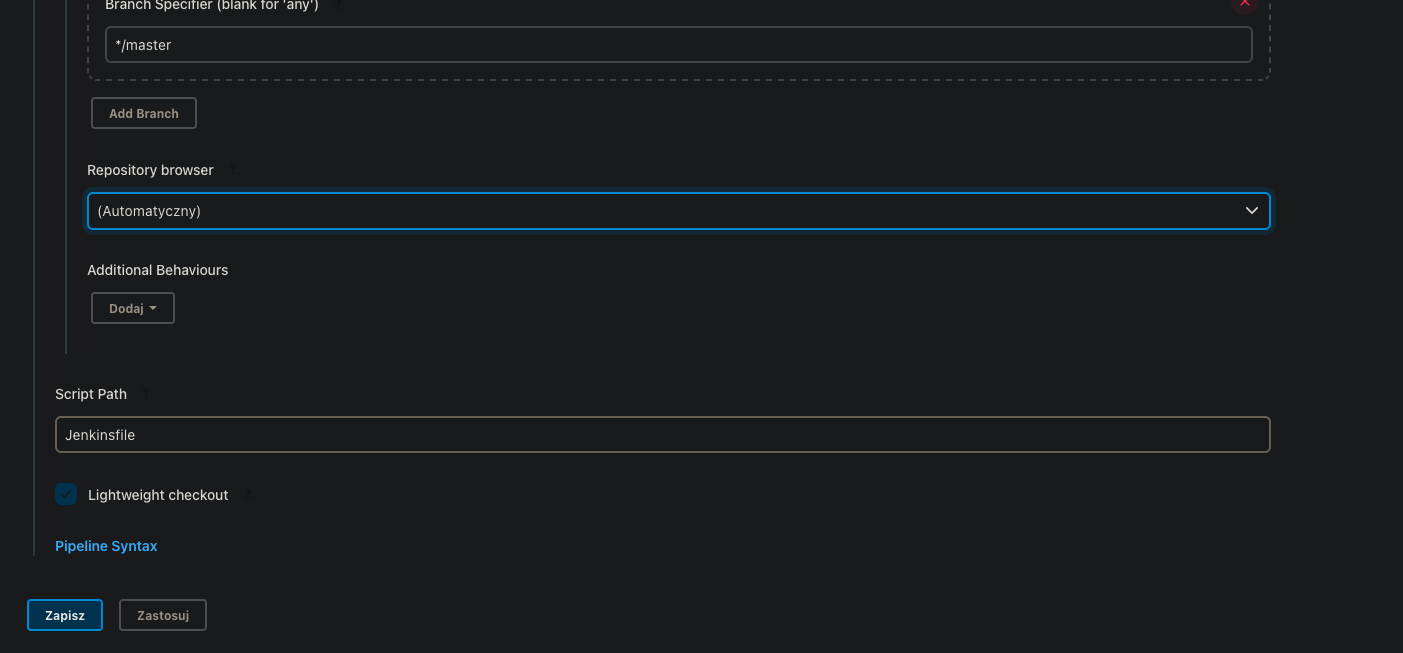 Branch Specifier (blank for 'any') ?
*/master
Add Branch
Repository browser ?
(Automatyczny)
Additional Behaviours
Dodaj
Script Path ?
Jenkinsfile
Lightweight checkout ?
Pipeline Syntax
Zapisz
Zastosuj